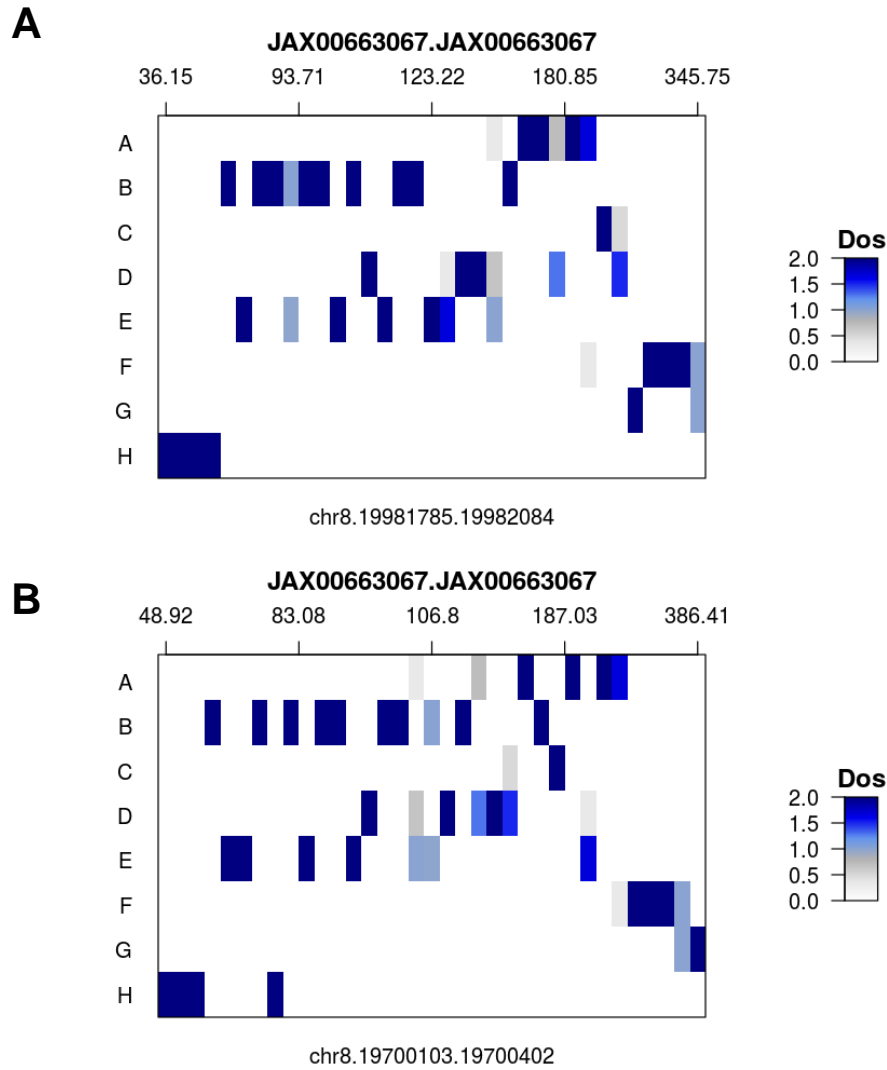 A
JAX00663067.JAX00663067
36.15 93.71 123.22 180.85 345.75
A
B
C
D
E
F
G
H
Dos
2.0
1.5
1.0
0.5
0.0
chr8.19981785.19982084
B
JAX00663067.JAX00663067
48.92 83.08 106.8 187.03 386.41
A
B
C
D
E
F
G
H
Dos
2.0
1.5
1.0
0.5
0.0
chr8.19700103.19700402